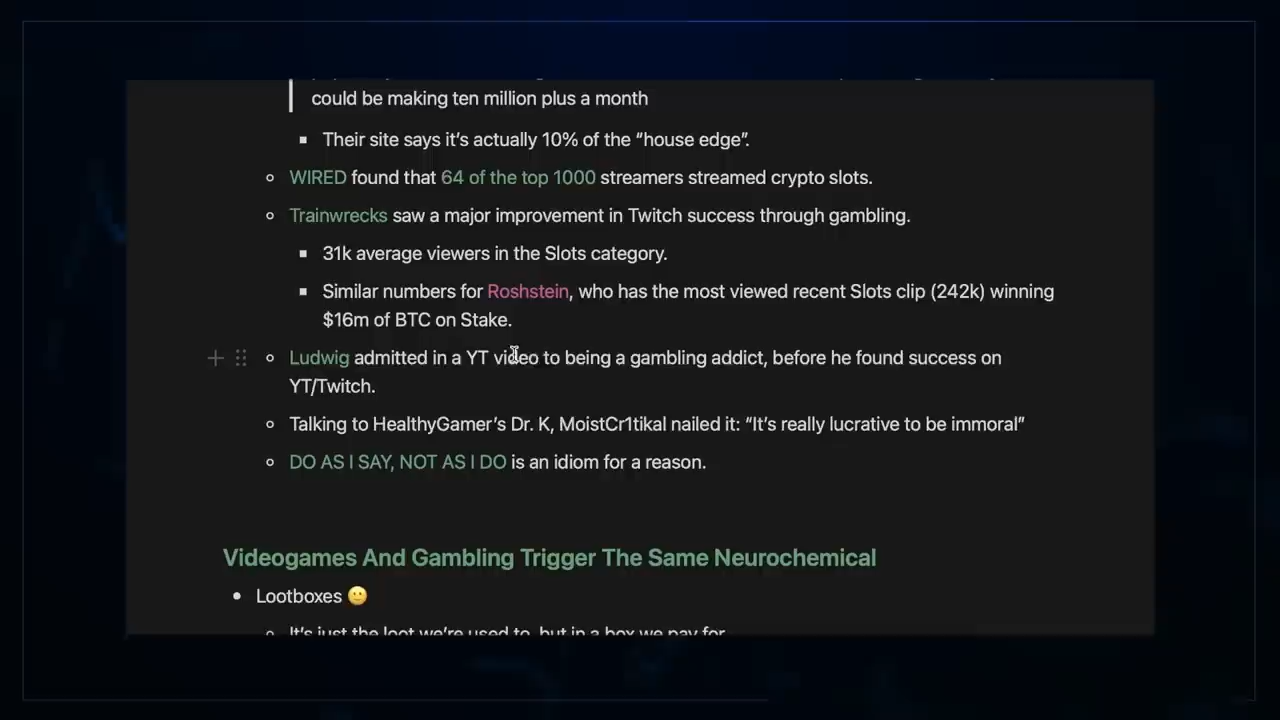 could be making ten million plus a month
Their site says it’s actually 10% of the “house edge”.
WIRED found that 64 of the top 1000 streamers streamed crypto slots.
Trainwrecks saw a major improvement in Twitch success through gambling.
31k average viewers in the Slots category.
Similar numbers for Roshstein, who has the most viewed recent Slots clip (242k) winning
$16m of BTC on Stake.
Ludwig admitted in a YT video to being a gambling addict, before he found success on
YT/Twitch.
Talking to HealthyGamer’s Dr. K, MoistCr1tikal nailed it: “It’s really lucrative to be immoral”
DO AS I SAY, NOT AS I DO is an idiom for a reason.
Videogames And Gambling Trigger The Same Neurochemical
Lootboxes 🙂
It’s just the loot we’re used to, but in a box we pay for